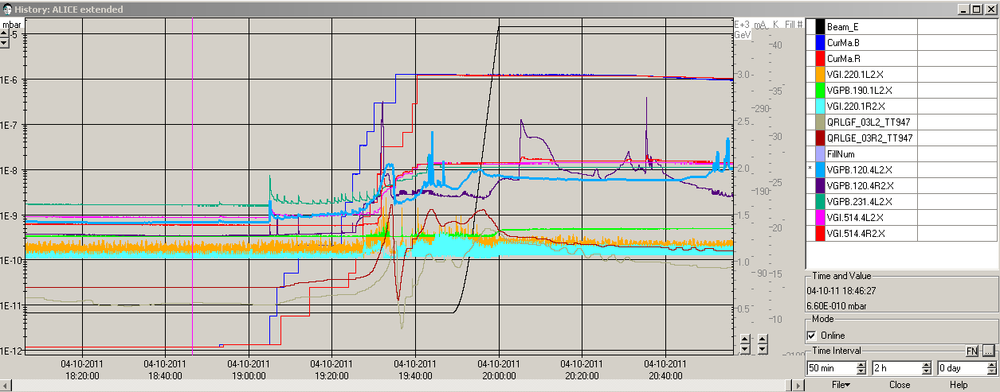 History: ALICE extended
mbar
E+3 mA K Fill #
GeV
-5
1E-6
1E-7
1E-8
1E-9
1E-10
1E-11
1E-12
3.0
2.5
2.0
1.5
1.0
0.5
290
190
90
40
35
30
25
20
15
10
04-10-2011 04-10-2011 04-10-2011 04-10-2011 04-10-2011 04-10-2011 04-10-2011 04-10-2011
18:20:00 18:40:00 19:00:00 19:20:00 19:40:00 20:00:00 20:20:00 20:40:00
Beam_E
CurMa.B
CurMa.R
VGI.220.1L2.X
VGPB.190.1L2.X
VGI.220.1R2.X
QRLGF_03L2_TT947
QRLGE_03R2_TT947
FillNum
* VGPB.120.4L2.X
VGPB.120.4R2.X
VGPB.231.4L2.X
VGI.514.4L2.X
VGI.514.4R2.X
Time and Value
04-10-11 18:46:27
6.60E-010 mbar
Mode
Online
Time Interval FN ...
50 min 2 h 0 day
File Close Help